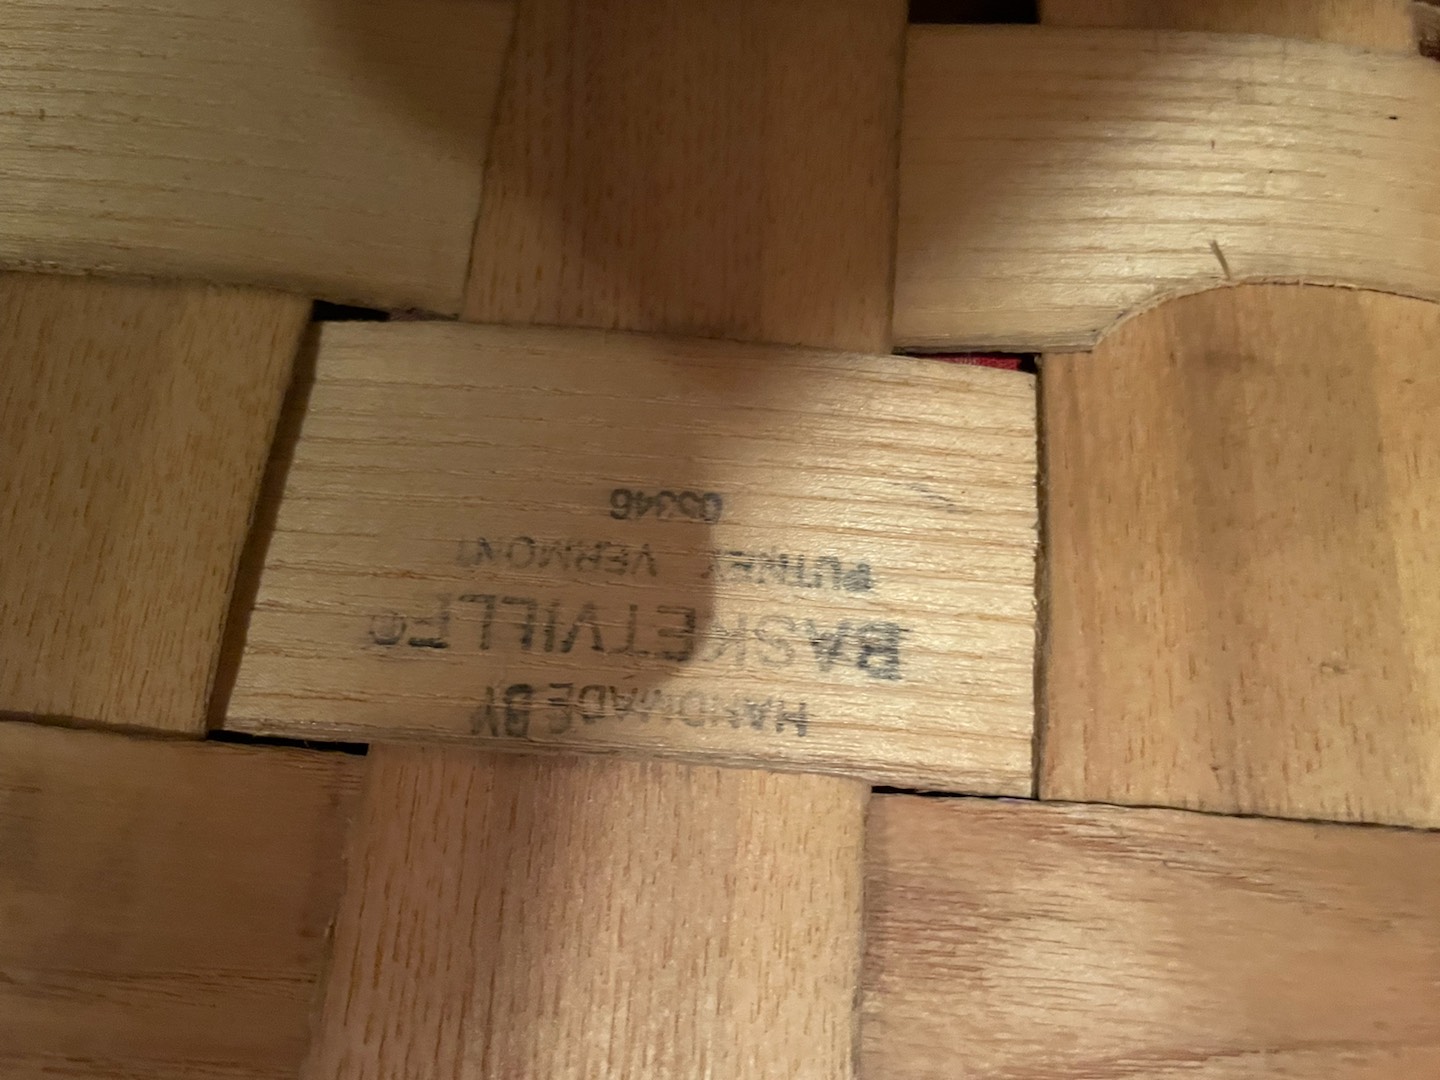 HANDMADE BY
BASKETVILLE ©
PUTNEY VERMONT
05346